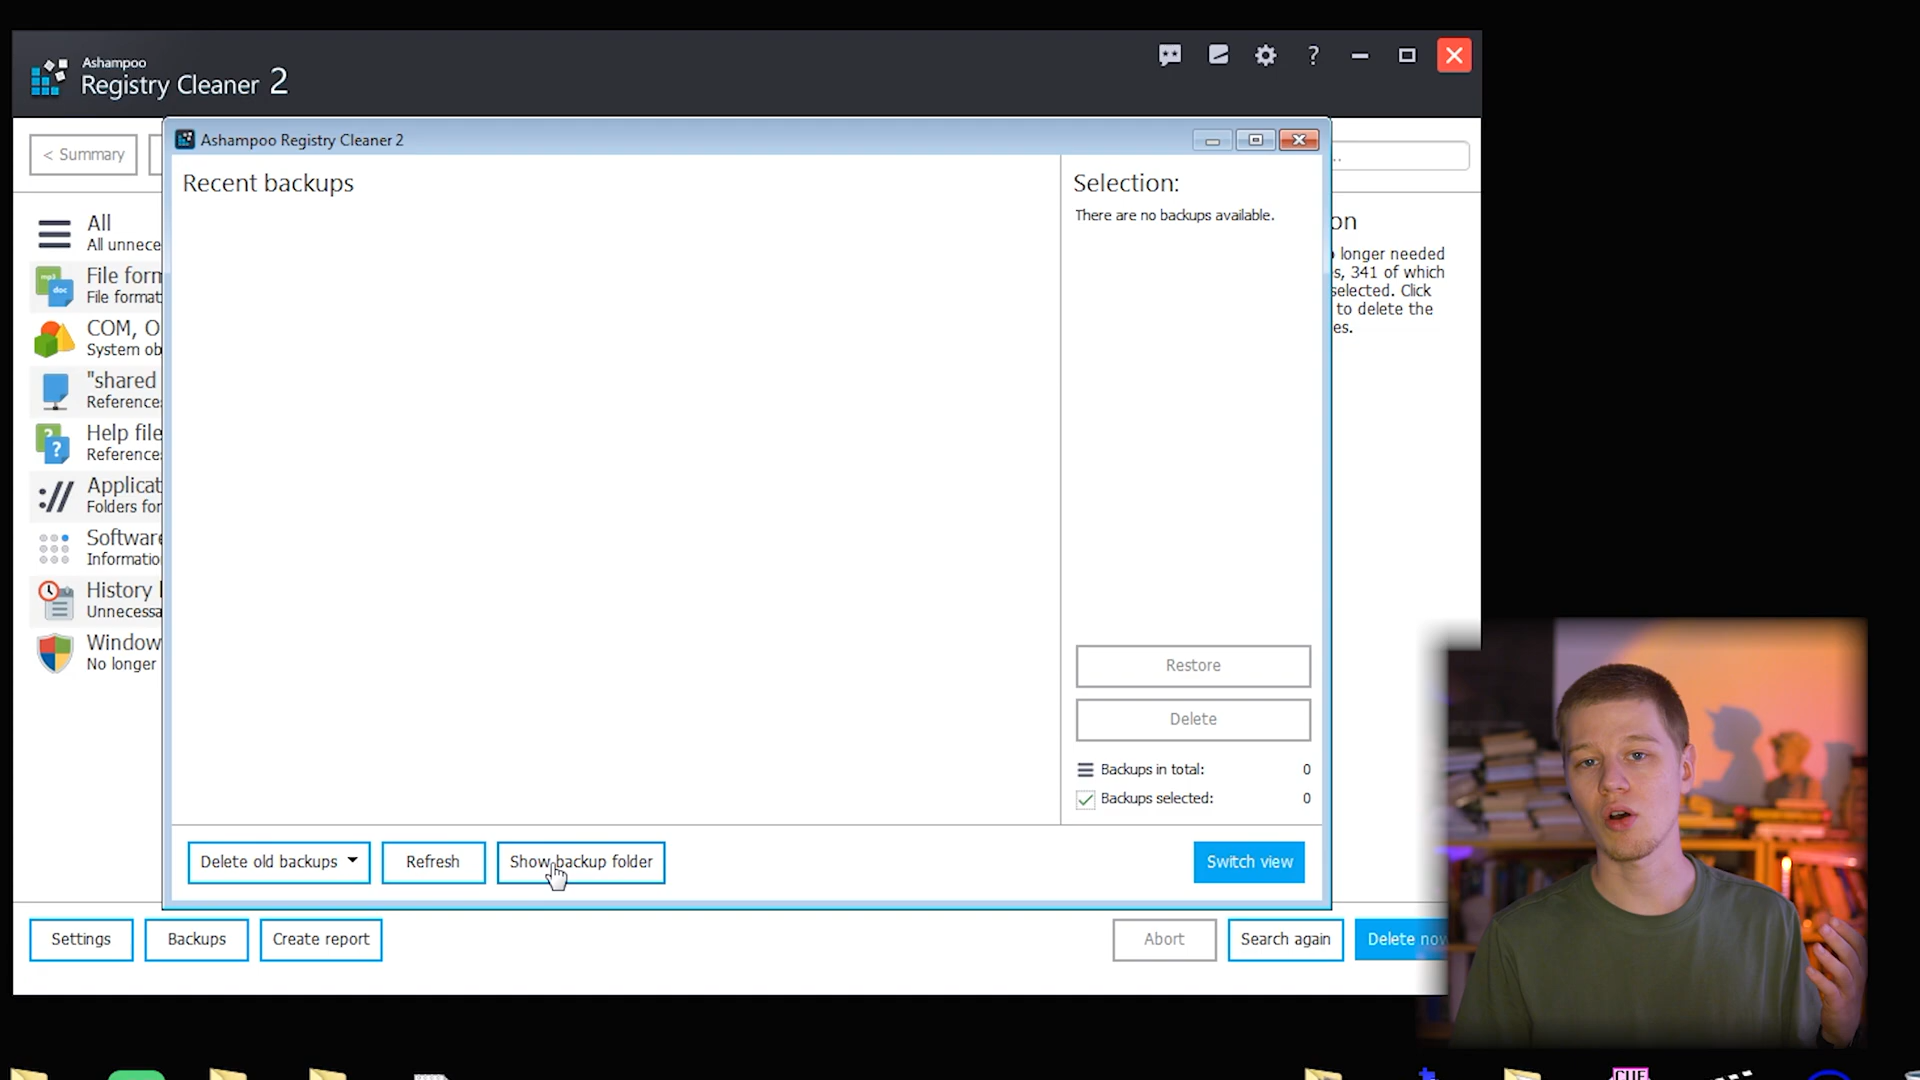 Ashampoo
Registry Cleaner 2
?
< Summary
..
Ashampoo Registry Cleaner 2
Recent backups
Selection:
There are no backups available.
All
All unnece
File form
File format
COM, O
System ob
"shared
Reference
Help file
Reference
Applicat
Folders for
Software
Informatio
History
Unnecessa
Window
No longer
mp3
doc
on
longer needed
s, 341 of which
selected. Click
to delete the
es.
Restore
Delete
Backups in total: 0
Backups selected: 0
Delete old backups
Refresh
Show backup folder
Switch view
Settings
Backups
Create report
Abort
Search again
Delete now
CUE